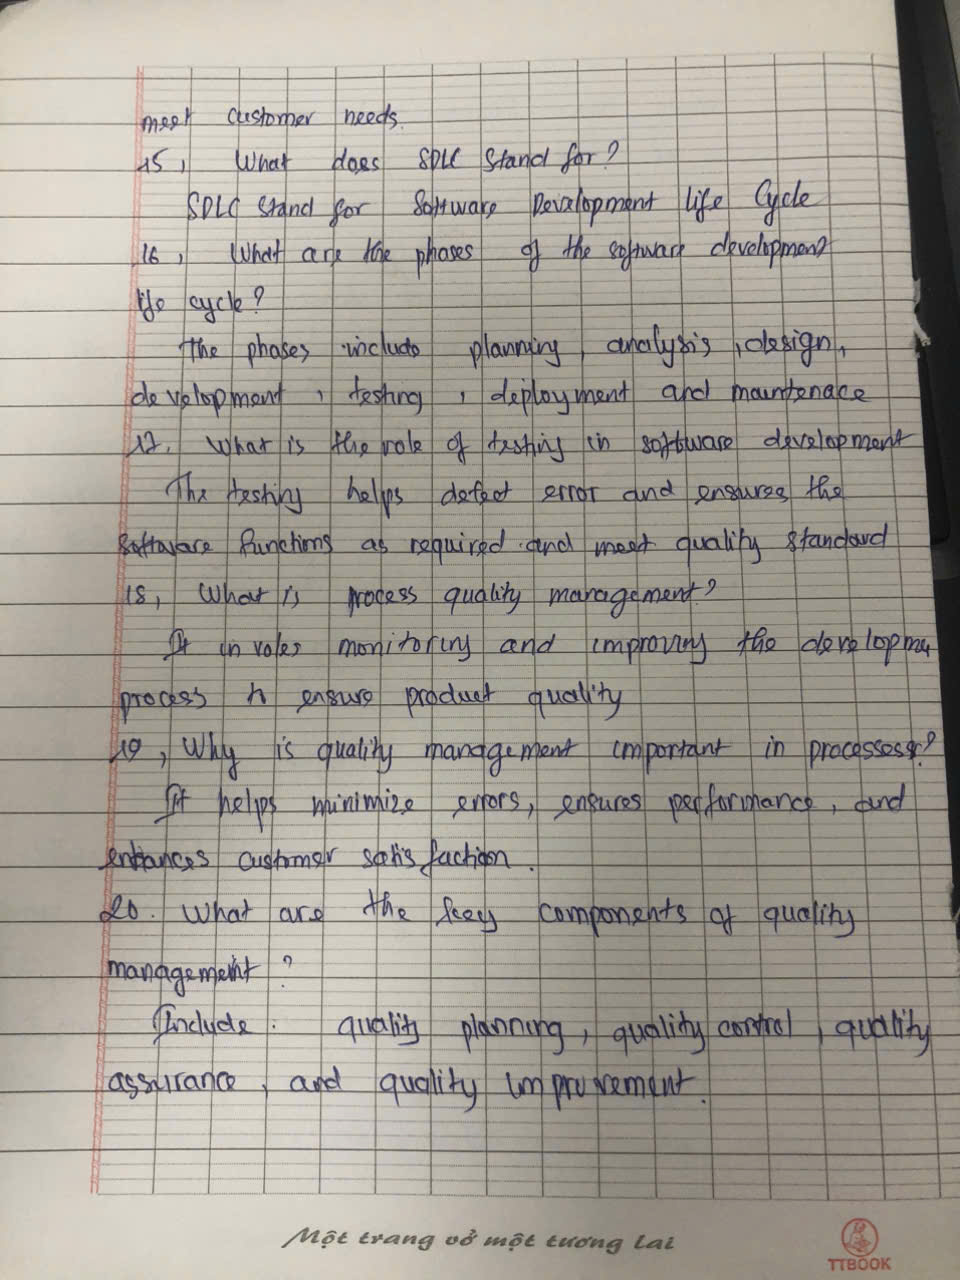 meet customer needs.
15, What does SDLC Stand for?
SDLC Stand for Software Development life Cycle
16, What are the phases of the software development
life cycle?
The phases include planning, analysis, design,
development, testing, deployment and maintenace
17. What is the role of testing in software development
The testing helps detect error and ensures the
software functions as required and meet quality standard
18, What is process quality management?
It involes monitoring and improving the developme
process to ensure product quality
19, Why is quality management important in processes?
It helps minimize errors, ensures performance, and
enhances customer satisfaction.
20. What are the key components of quality
management?
Include: quality planning, quality control, quality
assurance, and quality improvement.
Một trang vở một tương lai
TTBOOK